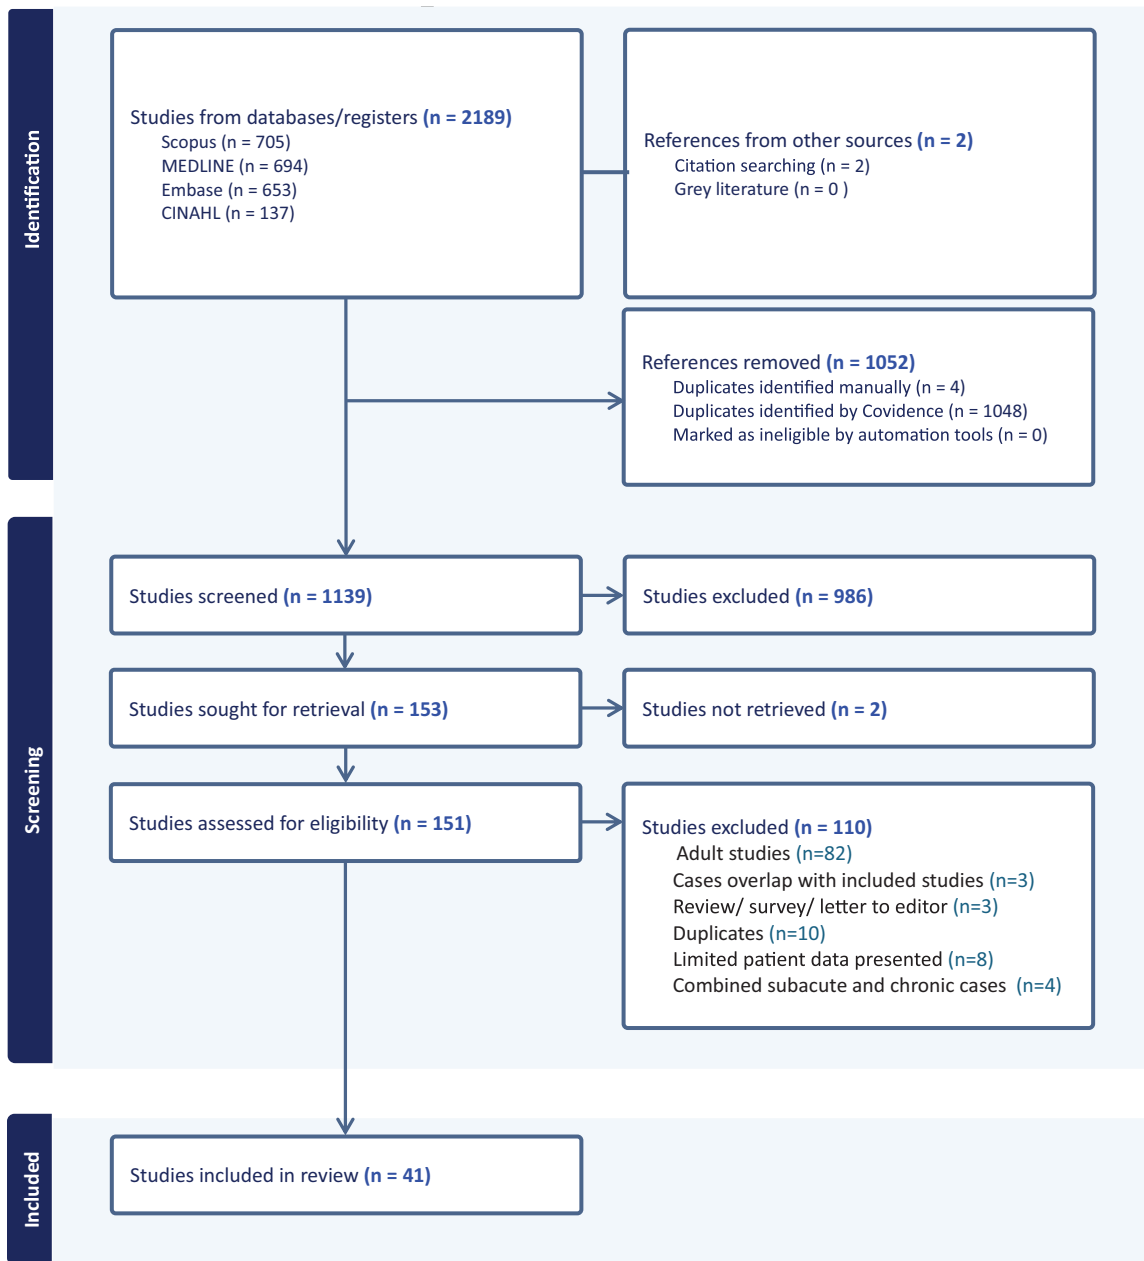 Identification
Studies from databases/registers (n = 2189)
Scopus (n = 705)
MEDLINE (n = 694)
Embase (n = 653)
CINAHL (n = 137)
References from other sources (n = 2)
Citation searching (n = 2)
Grey literature (n = 0 )
References removed (n = 1052)
Duplicates identified manually (n = 4)
Duplicates identified by Covidence (n = 1048)
Marked as ineligible by automation tools (n = 0)
Screening
Studies screened (n = 1139)
Studies excluded (n = 986)
Studies sought for retrieval (n = 153)
Studies not retrieved (n = 2)
Studies assessed for eligibility (n = 151)
Studies excluded (n = 110)
Adult studies (n=82)
Cases overlap with included studies (n=3)
Review/ survey/ letter to editor (n=3)
Duplicates (n=10)
Limited patient data presented (n=8)
Combined subacute and chronic cases (n=4)
Included
Studies included in review (n = 41)